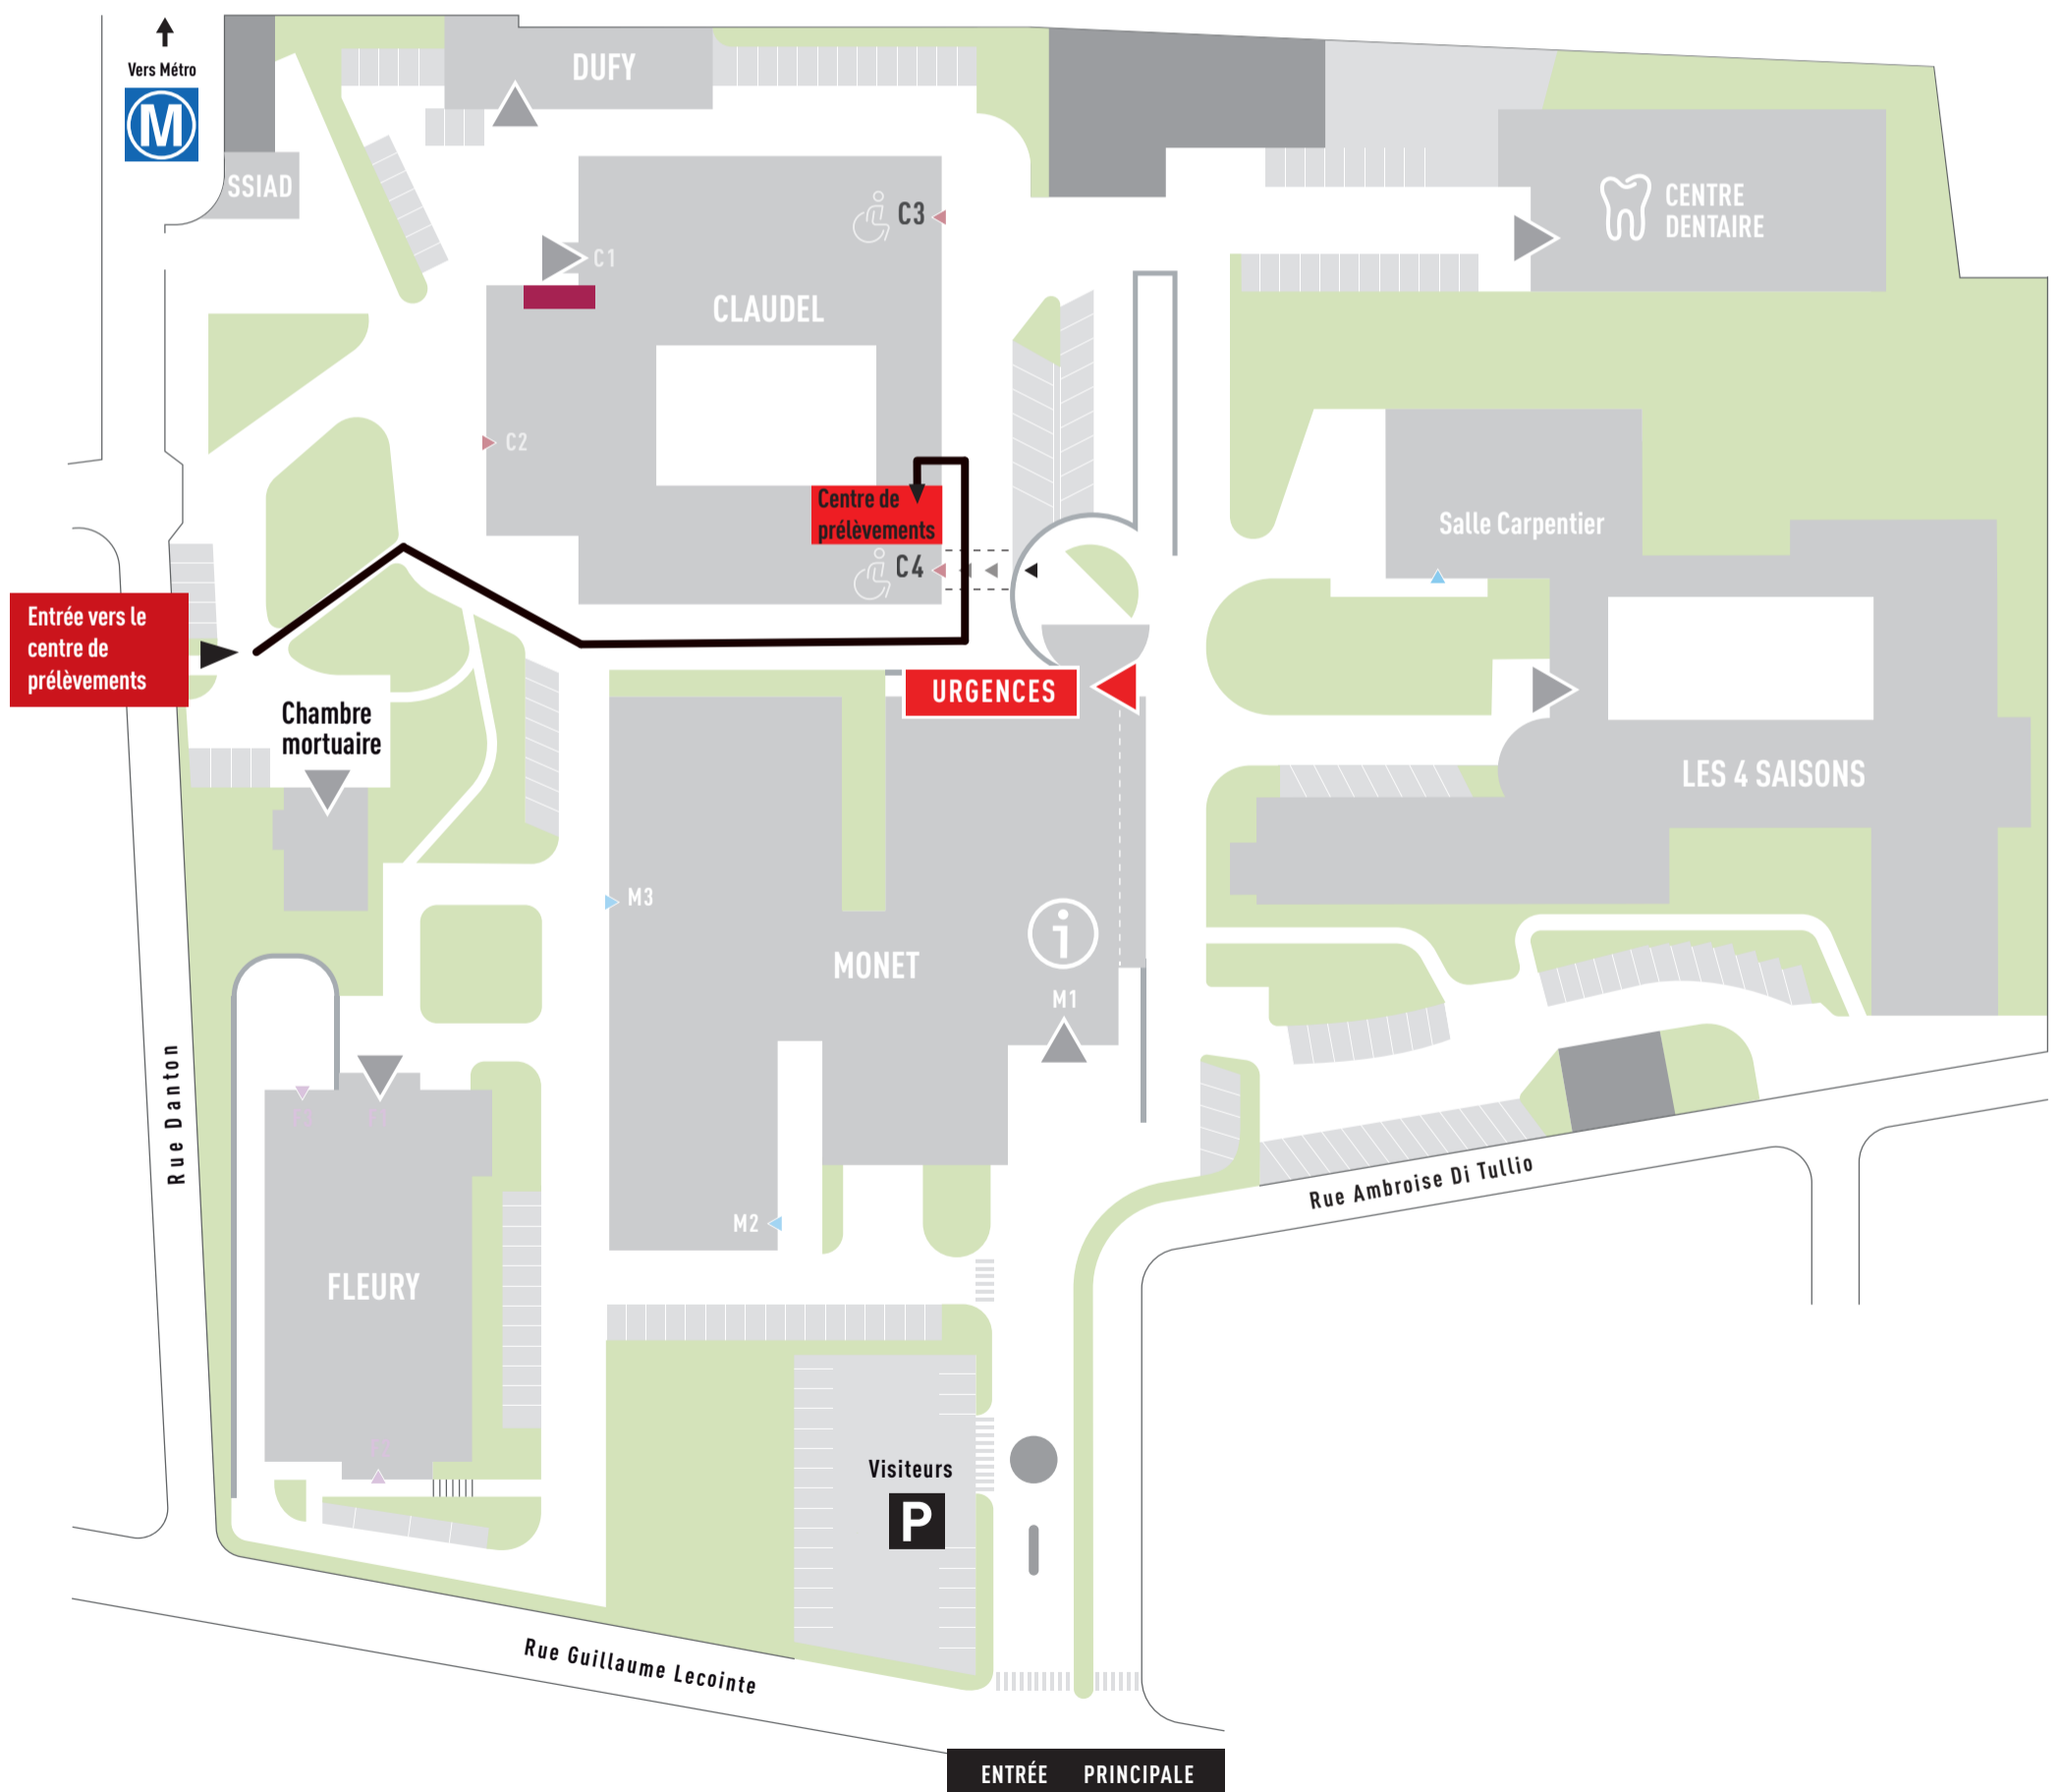 Vers Métro
M
DUFY
SSIAD
C3
C1
CLAUDEL
CENTRE
DENTAIRE
C2
Centre de
prélèvements
C4
Salle Carpentier
Entrée vers le
centre de
prélèvements
URGENCES
Chambre
mortuaire
LES 4 SAISONS
M3
MONET
i
M1
Rue Danton
M2
Rue Ambroise Di Tullio
FLEURY
Visiteurs
P
Rue Guillaume Lecointe
ENTRÉE PRINCIPALE